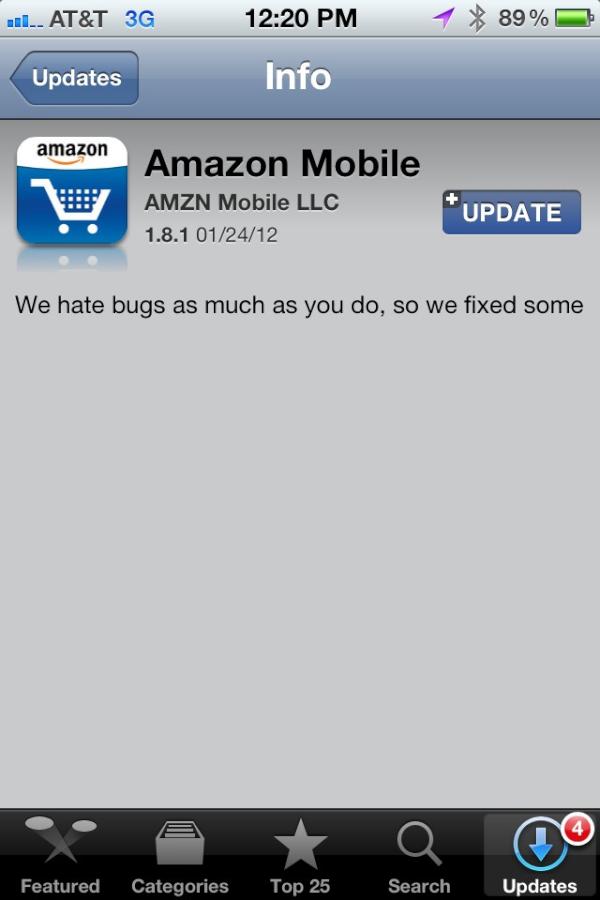 AT&T 3G 12:20 PM 89%
Updates Info
amazon
Amazon Mobile
AMZN Mobile LLC
UPDATE
1.8.1 01/24/12
We hate bugs as much as you do, so we fixed some
4
Featured Categories Top 25 Search Updates